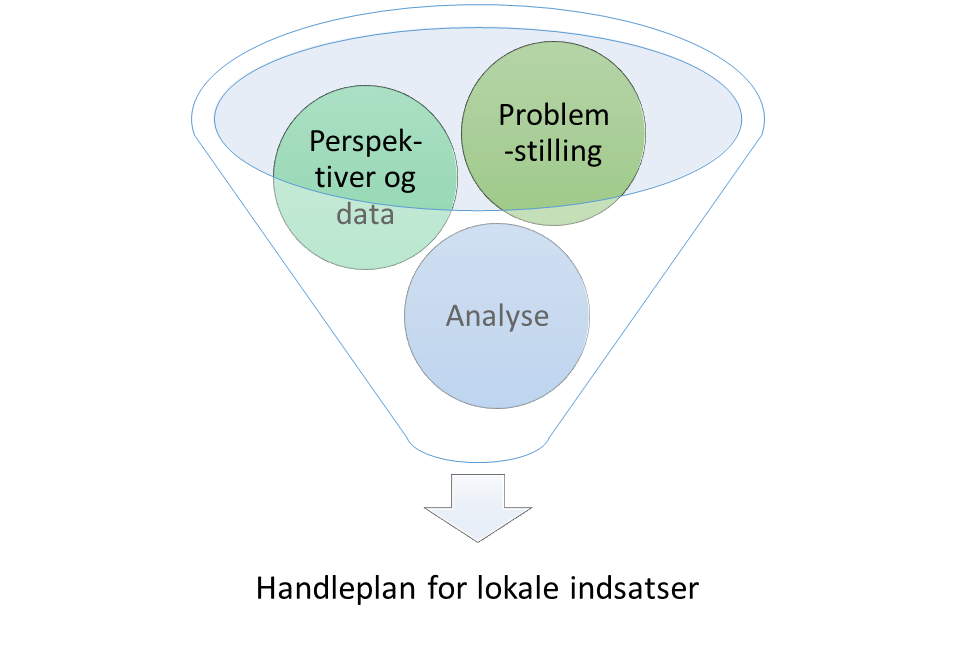 Perspek-
tiver og
data
Problem
-stilling
Analyse
Handleplan for lokale indsatser